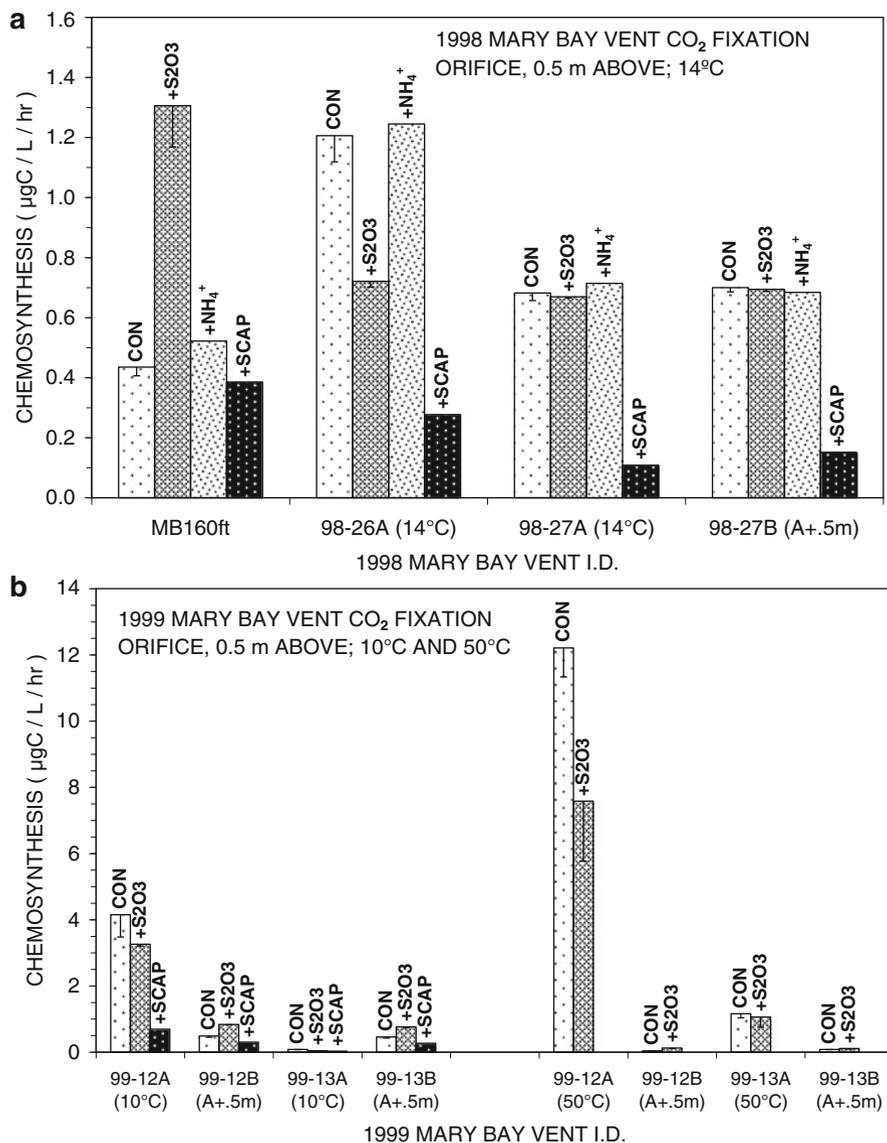 a
1998 MARY BAY VENT CO₂ FIXATION
ORIFICE, 0.5 m ABOVE; 14ºC
CHEMOSYNTHESIS ( µgC / L / hr )
1.6
1.4
1.2
1.0
0.8
0.6
0.4
0.2
0.0
CON
+S2O3
+NH₄⁺
+SCAP
CON
+S2O3
+NH₄⁺
+SCAP
CON
+S2O3
+NH₄⁺
+SCAP
CON
+S2O3
+NH₄⁺
+SCAP
MB160ft
98-26A (14°C)
98-27A (14°C)
98-27B (A+.5m)
1998 MARY BAY VENT I.D.
b
1999 MARY BAY VENT CO₂ FIXATION
ORIFICE, 0.5 m ABOVE; 10°C AND 50°C
CHEMOSYNTHESIS ( µgC / L / hr )
14
12
10
8
6
4
2
0
CON
+S2O3
+SCAP
CON
+S2O3
+SCAP
CON
+S2O3
+SCAP
CON
+S2O3
+SCAP
CON
+S2O3
CON
+S2O3
CON
+S2O3
CON
+S2O3
99-12A
(10°C)
99-12B
(A+.5m)
99-13A
(10°C)
99-13B
(A+.5m)
99-12A
(50°C)
99-12B
(A+.5m)
99-13A
(50°C)
99-13B
(A+.5m)
1999 MARY BAY VENT I.D.